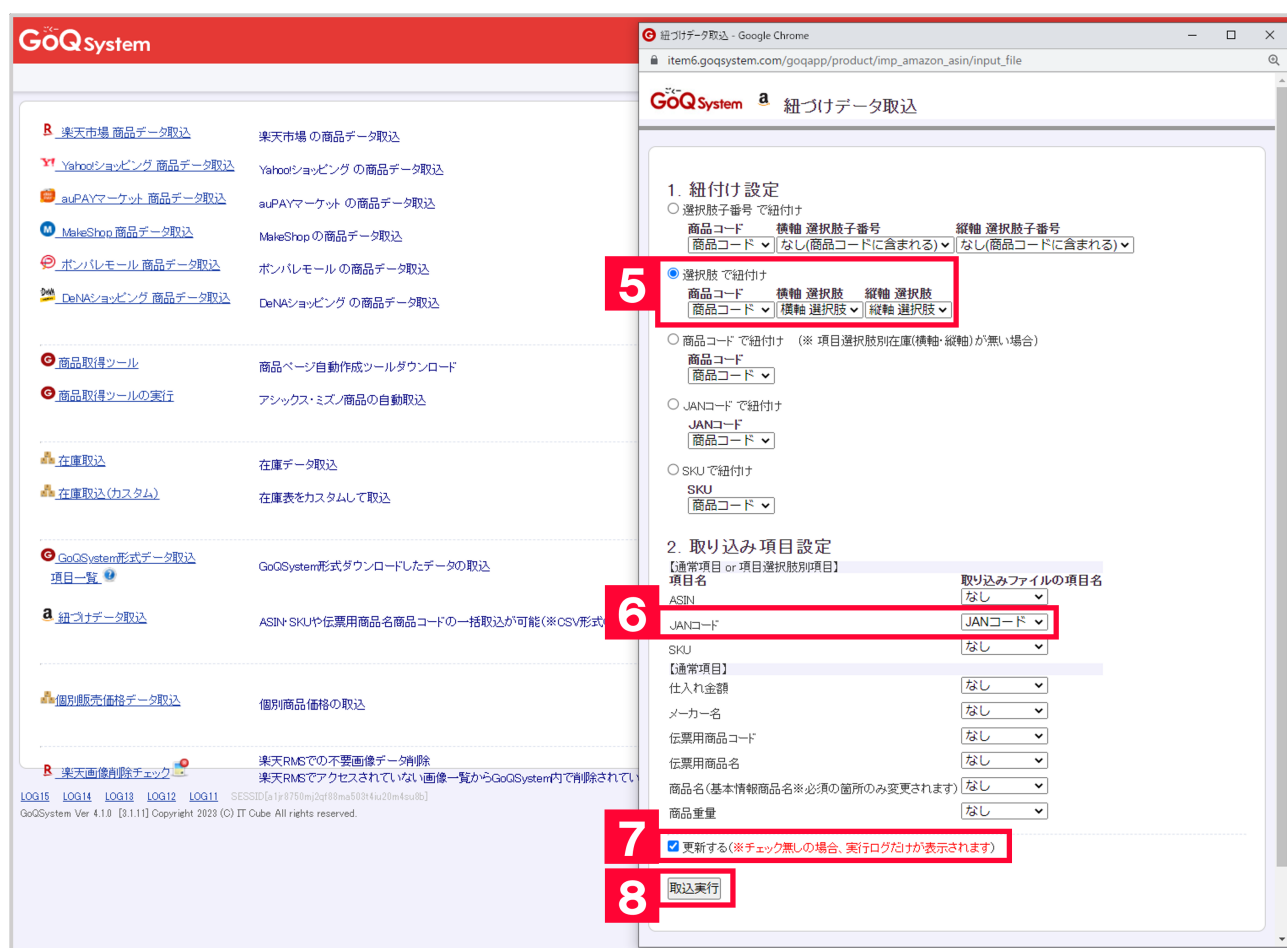 ごくー
GöQ System
R 楽天市場 商品データ取込 楽天市場 の商品データ取込
Y! Yahoo!ショッピング 商品データ取込 Yahoo!ショッピング の商品データ取込
auPAYマーケット 商品データ取込 auPAYマーケット の商品データ取込
M MakeShop 商品データ取込 MakeShop の商品データ取込
ポンパレモール 商品データ取込 ポンパレモール の商品データ取込
DeNA DeNAショッピング 商品データ取込 DeNAショッピング の商品データ取込
G 商品取得ツール 商品ページ自動作成ツールダウンロード
G 商品取得ツールの実行 アシックス・ミズノ商品の自動取込
在庫取込 在庫データ取込
在庫取込(カスタム) 在庫表をカスタムして取込
G GoQSystem形式データ取込 GoQSystem形式ダウンロードしたデータの取込
項目一覧 ?
a 紐づけデータ取込 ASIN・SKUや伝票用商品名商品コードの一括取込が可能(※CSV形式
個別販売価格データ取込 個別商品価格の取込
R 楽天画像削除チェック 楽天RMSでの不要画像データ削除
楽天RMSでアクセスされていない画像一覧からGoQSystem内で削除されてい
LOG15 LOG14 LOG13 LOG12 LOG11
GoQSystem Ver 4.1.0 [3.1.11] Copyright 2023 (C) IT Cube All rights reserved.
G 紐づけデータ取込 - Google Chrome
item6.goqsystem.com/goqapp/product/imp_amazon_asin/input_file
ごくー
GöQ System a 紐づけデータ取込
1. 紐付け設定
選択肢子番号 で紐付け
商品コード 横軸 選択肢子番号 縦軸 選択肢子番号
商品コード なし(商品コードに含まれる) なし(商品コードに含まれる)
5
選択肢 で紐付け
商品コード 横軸 選択肢 縦軸 選択肢
商品コード 横軸 選択肢 縦軸 選択肢
商品コード で紐付け (※ 項目選択肢別在庫(横軸・縦軸)が無い場合)
商品コード
商品コード
JANコード で紐付け
JANコード
商品コード
SKU で紐付け
SKU
商品コード
2. 取り込み項目設定
【通常項目 or 項目選択肢別項目】
項目名 取り込みファイルの項目名
ASIN なし
6
JANコード JANコード
SKU なし
【通常項目】
仕入れ金額 なし
メーカー名 なし
伝票用商品コード なし
伝票用商品名 なし
商品名(基本情報商品名※必須の箇所のみ変更されます) なし
商品重量 なし
7
更新する(※チェック無しの場合、実行ログだけが表示されます)
8
取込実行